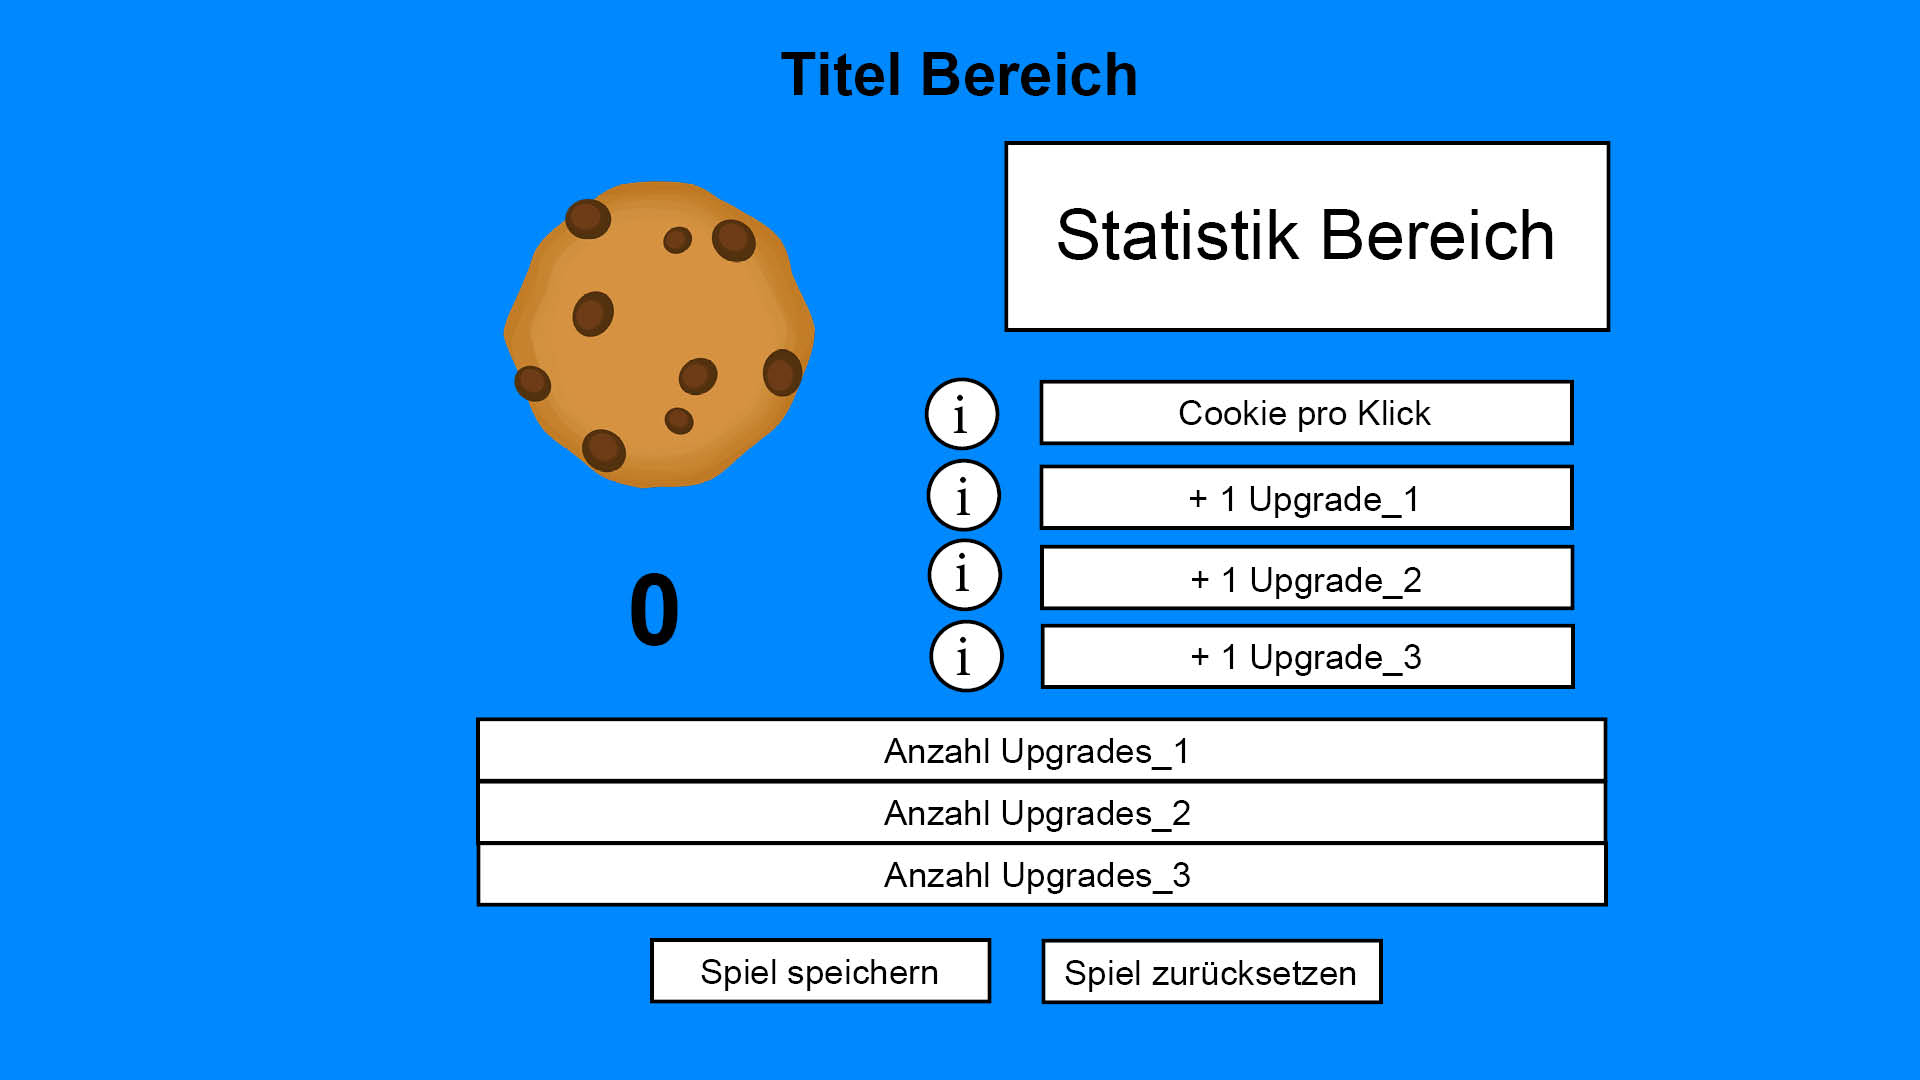 Titel Bereich
Statistik Bereich
i
Cookie pro Klick
i
+ 1 Upgrade_1
i
+ 1 Upgrade_2
i
+ 1 Upgrade_3
0
Anzahl Upgrades_1
Anzahl Upgrades_2
Anzahl Upgrades_3
Spiel speichern
Spiel zurücksetzen